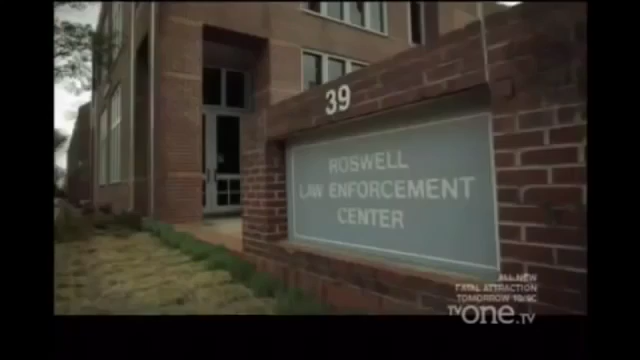 39
ROSWELL
LAW ENFORCEMENT
CENTER
ALL NEW
FATAL ATTRACTION
TOMORROW 10/9C
TVONE.TV